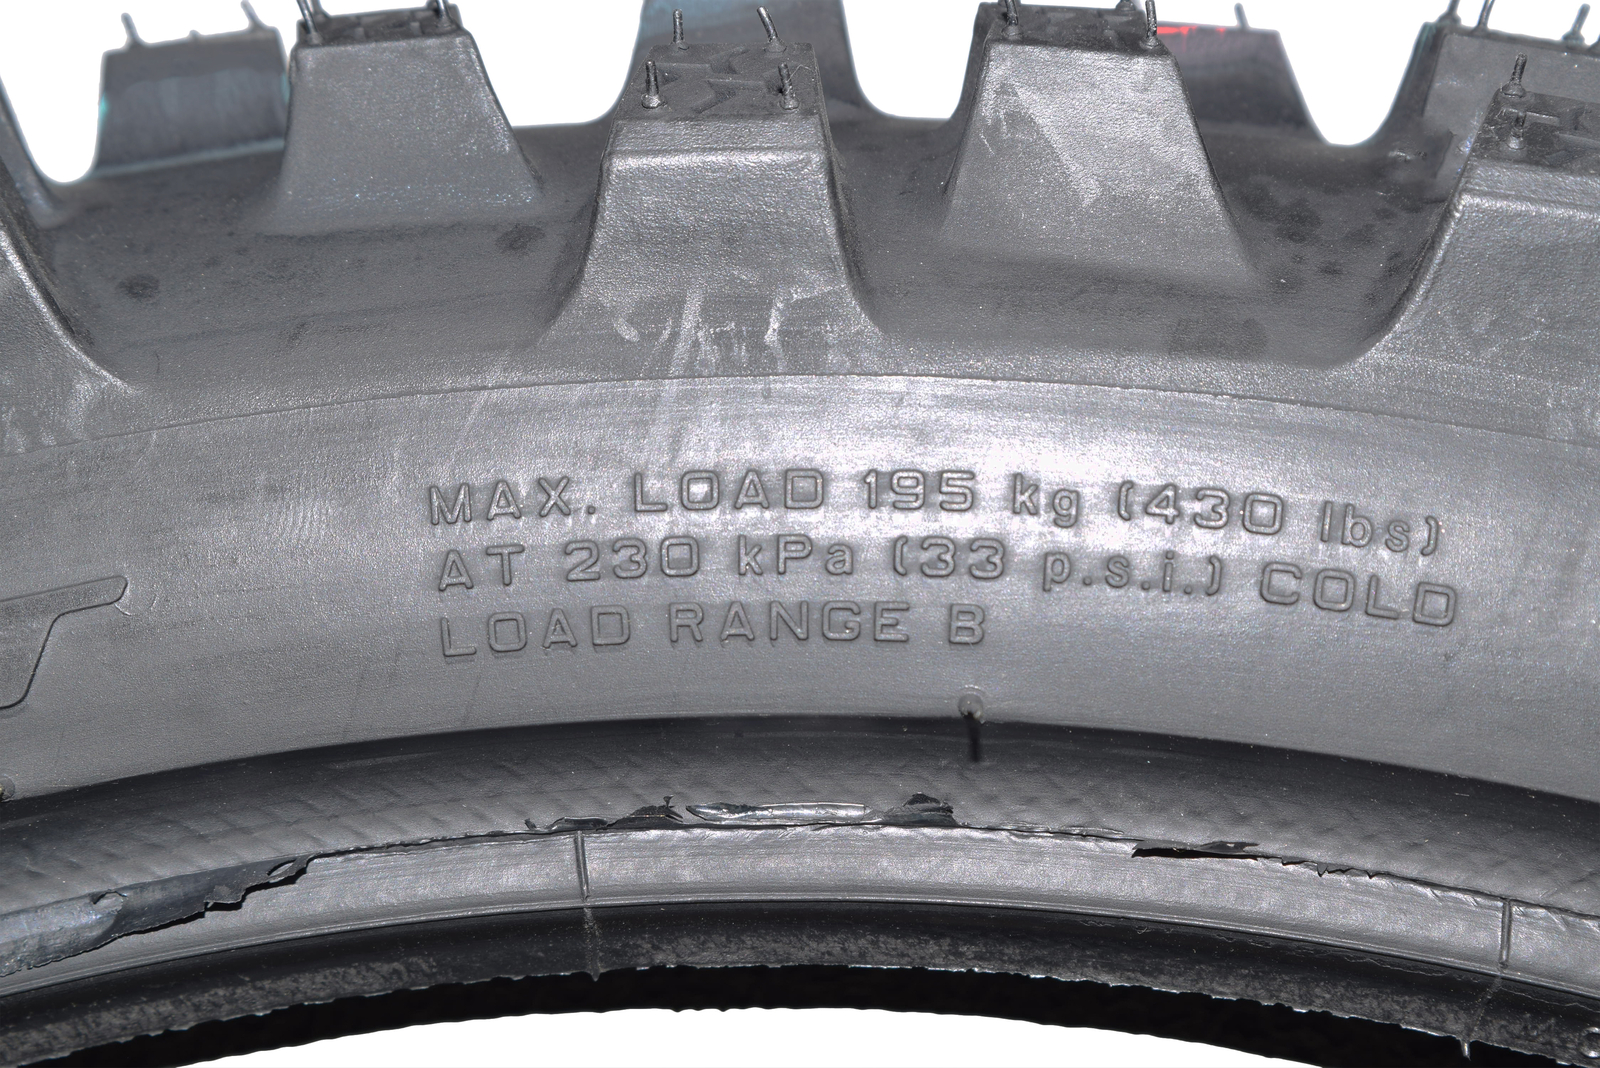 MAX. LOAD 195 kg (430 lbs)
AT 230 kPa (33 p.s.i.) COLD
LOAD RANGE B